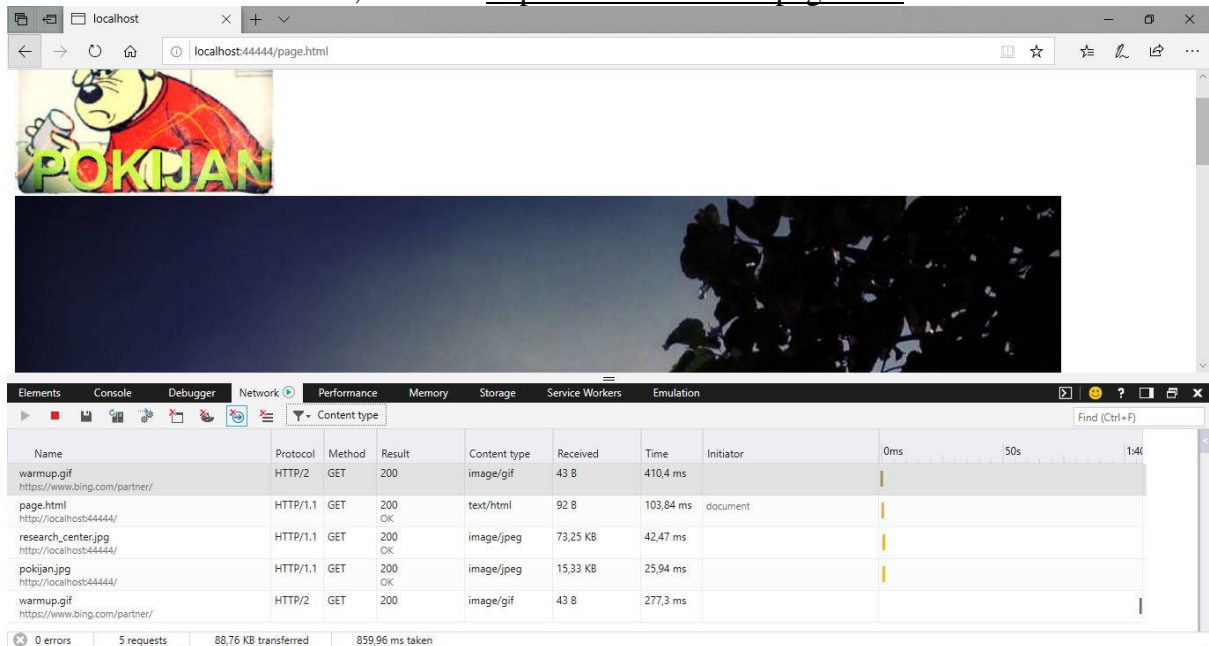 localhost
localhost:44444/page.html
POKIJAN
Elements Console Debugger Network Performance Memory Storage Service Workers Emulation
Content type
Find (Ctrl+F)
Name Protocol Method Result Content type Received Time Initiator 0ms 50s 1:40
warmup.gif HTTP/2 GET 200 image/gif 43 B 410,4 ms
https://www.bing.com/partner/
page.html HTTP/1.1 GET 200 text/html 92 B 103,84 ms document
http://localhost:44444/ OK
research_center.jpg HTTP/1.1 GET 200 image/jpeg 73,25 KB 42,47 ms
http://localhost:44444/ OK
pokijan.jpg HTTP/1.1 GET 200 image/jpeg 15,33 KB 25,94 ms
http://localhost:44444/ OK
warmup.gif HTTP/2 GET 200 image/gif 43 B 277,3 ms
https://www.bing.com/partner/
0 errors 5 requests 88,76 KB transferred 859,96 ms taken